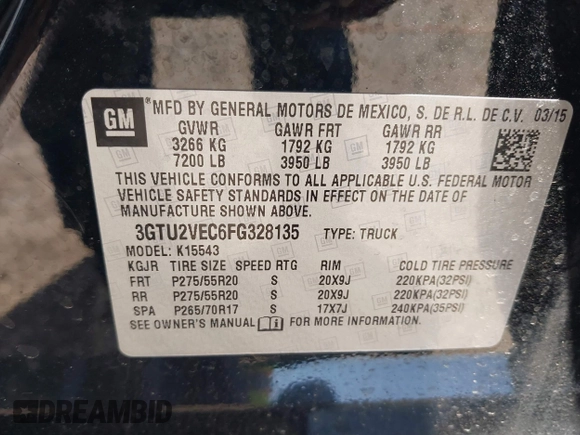 GM ®MFD BY GENERAL MOTORS DE MEXICO, S. DE R.L. DE C.V. 03/15
GVWR GAWR FRT GAWR RR
3266 KG 1792 KG 1792 KG
7200 LB 3950 LB 3950 LB
THIS VEHICLE CONFORMS TO ALL APPLICABLE U.S. FEDERAL MOTOR
VEHICLE SAFETY STANDARDS IN EFFECT ON THE DATE OF
MANUFACTURE SHOWN ABOVE.
3GTU2VEC6FG328135 TYPE: TRUCK
MODEL: K15543
KGJR TIRE SIZE SPEED RTG RIM COLD TIRE PRESSURE
FRT P275/55R20 S 20X9J 220KPA(32PSI)
RR P275/55R20 S 20X9J 220KPA(32PSI)
SPA P265/70R17 S 17X7J 240KPA(35PSI)
SEE OWNER'S MANUAL FOR MORE INFORMATION
DREAMBID